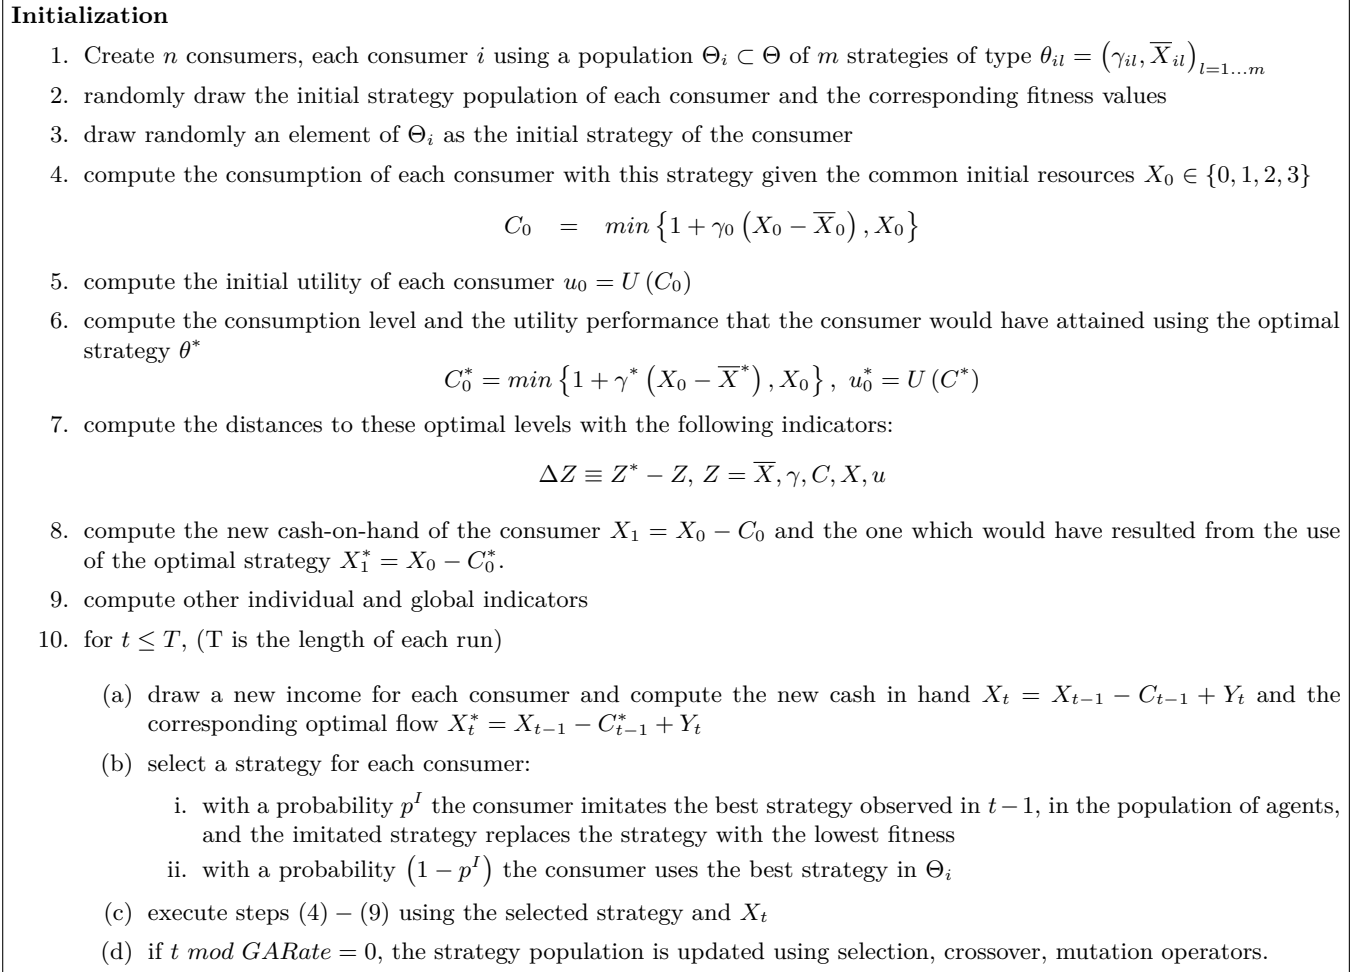 Initialization
1. Create n consumers, each consumer i using a population Θ_i ⊂ Θ of m strategies of type θ_{il} = (γ_{il}, X̅_{il})_{l=1...m}
2. randomly draw the initial strategy population of each consumer and the corresponding fitness values
3. draw randomly an element of Θ_i as the initial strategy of the consumer
4. compute the consumption of each consumer with this strategy given the common initial resources X_0 ∈ {0, 1, 2, 3}
C_0 = min {1 + γ_0 (X_0 − X̅_0) , X_0}
5. compute the initial utility of each consumer u_0 = U (C_0)
6. compute the consumption level and the utility performance that the consumer would have attained using the optimal
strategy θ^*
C_0^* = min {1 + γ^* (X_0 − X̅^*) , X_0} , u_0^* = U (C^*)
7. compute the distances to these optimal levels with the following indicators:
ΔZ ≡ Z^* − Z, Z = X̅, γ, C, X, u
8. compute the new cash-on-hand of the consumer X_1 = X_0 − C_0 and the one which would have resulted from the use
of the optimal strategy X_1^* = X_0 − C_0^*.
9. compute other individual and global indicators
10. for t ≤ T, (T is the length of each run)
(a) draw a new income for each consumer and compute the new cash in hand X_t = X_{t−1} − C_{t−1} + Y_t and the
corresponding optimal flow X_t^* = X_{t−1} − C_{t−1}^* + Y_t
(b) select a strategy for each consumer:
i. with a probability p^I the consumer imitates the best strategy observed in t − 1, in the population of agents,
and the imitated strategy replaces the strategy with the lowest fitness
ii. with a probability (1 − p^I) the consumer uses the best strategy in Θ_i
(c) execute steps (4) − (9) using the selected strategy and X_t
(d) if t mod GARate = 0, the strategy population is updated using selection, crossover, mutation operators.